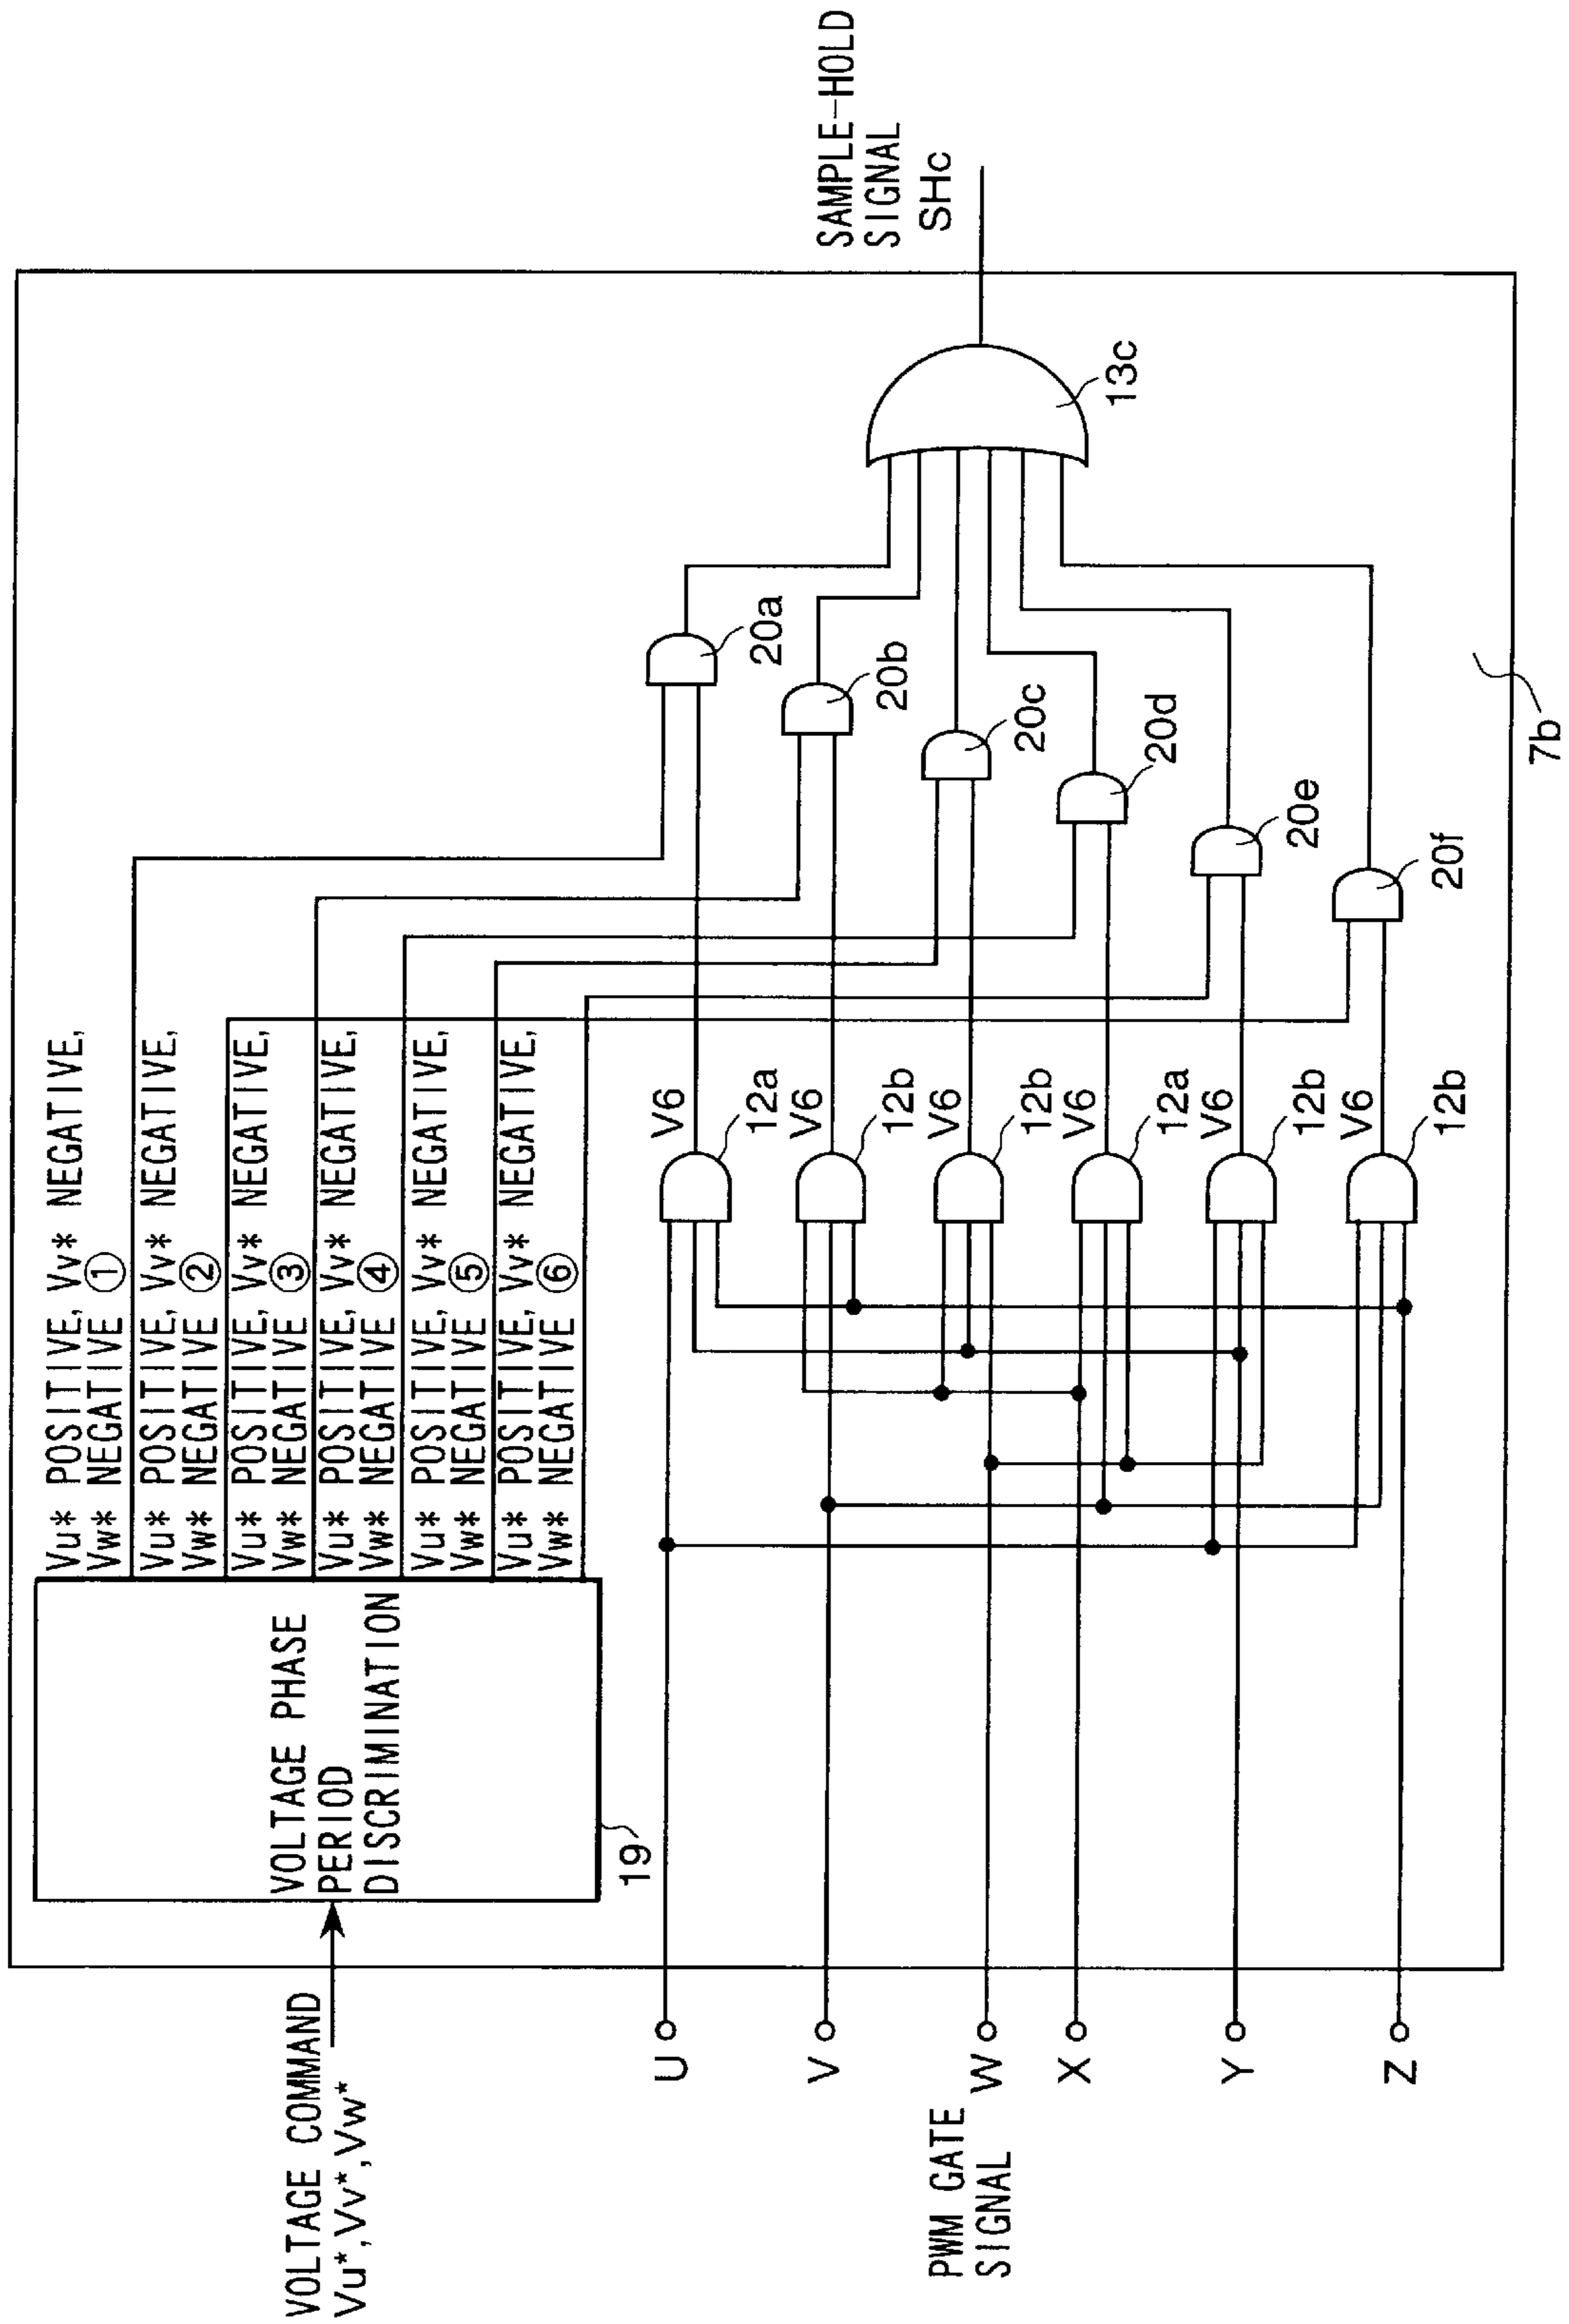 VOLTAGE COMMAND
Vu*,Vv*,Vw*
VOLTAGE PHASE
PERIOD
DISCRIMINATION
19
Vu* POSITIVE, Vv* NEGATIVE,
Vw* NEGATIVE ①
Vu* POSITIVE, Vv* NEGATIVE,
Vw* NEGATIVE ②
Vu* POSITIVE, Vv* NEGATIVE,
Vw* NEGATIVE ③
Vu* POSITIVE, Vv* NEGATIVE,
Vw* NEGATIVE ④
Vu* POSITIVE, Vv* NEGATIVE,
Vw* NEGATIVE ⑤
Vu* POSITIVE, Vv* NEGATIVE,
Vw* NEGATIVE ⑥
PWM GATE
SIGNAL
U
V
W
X
Y
Z
V6
12a
V6
12b
V6
12b
V6
12a
V6
12b
V6
12b
20a
20b
20c
20d
20e
20f
13c
SAMPLE-HOLD
SIGNAL
SHc
7b